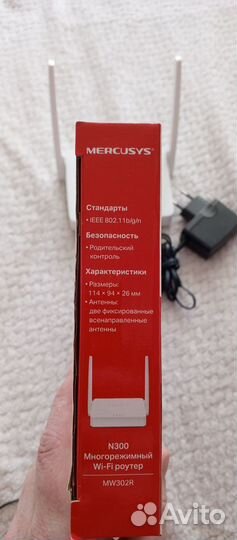 MERCUSYS
Стандарты
• IEEE 802.11b/g/n
Безопасность
• Родительский
контроль
Характеристики
• Размеры:
114 × 94 × 26 мм
• Антенны:
две фиксированные
всенаправленные
антенны
N300
Многорежимный
Wi-Fi роутер
MW302R
Avito